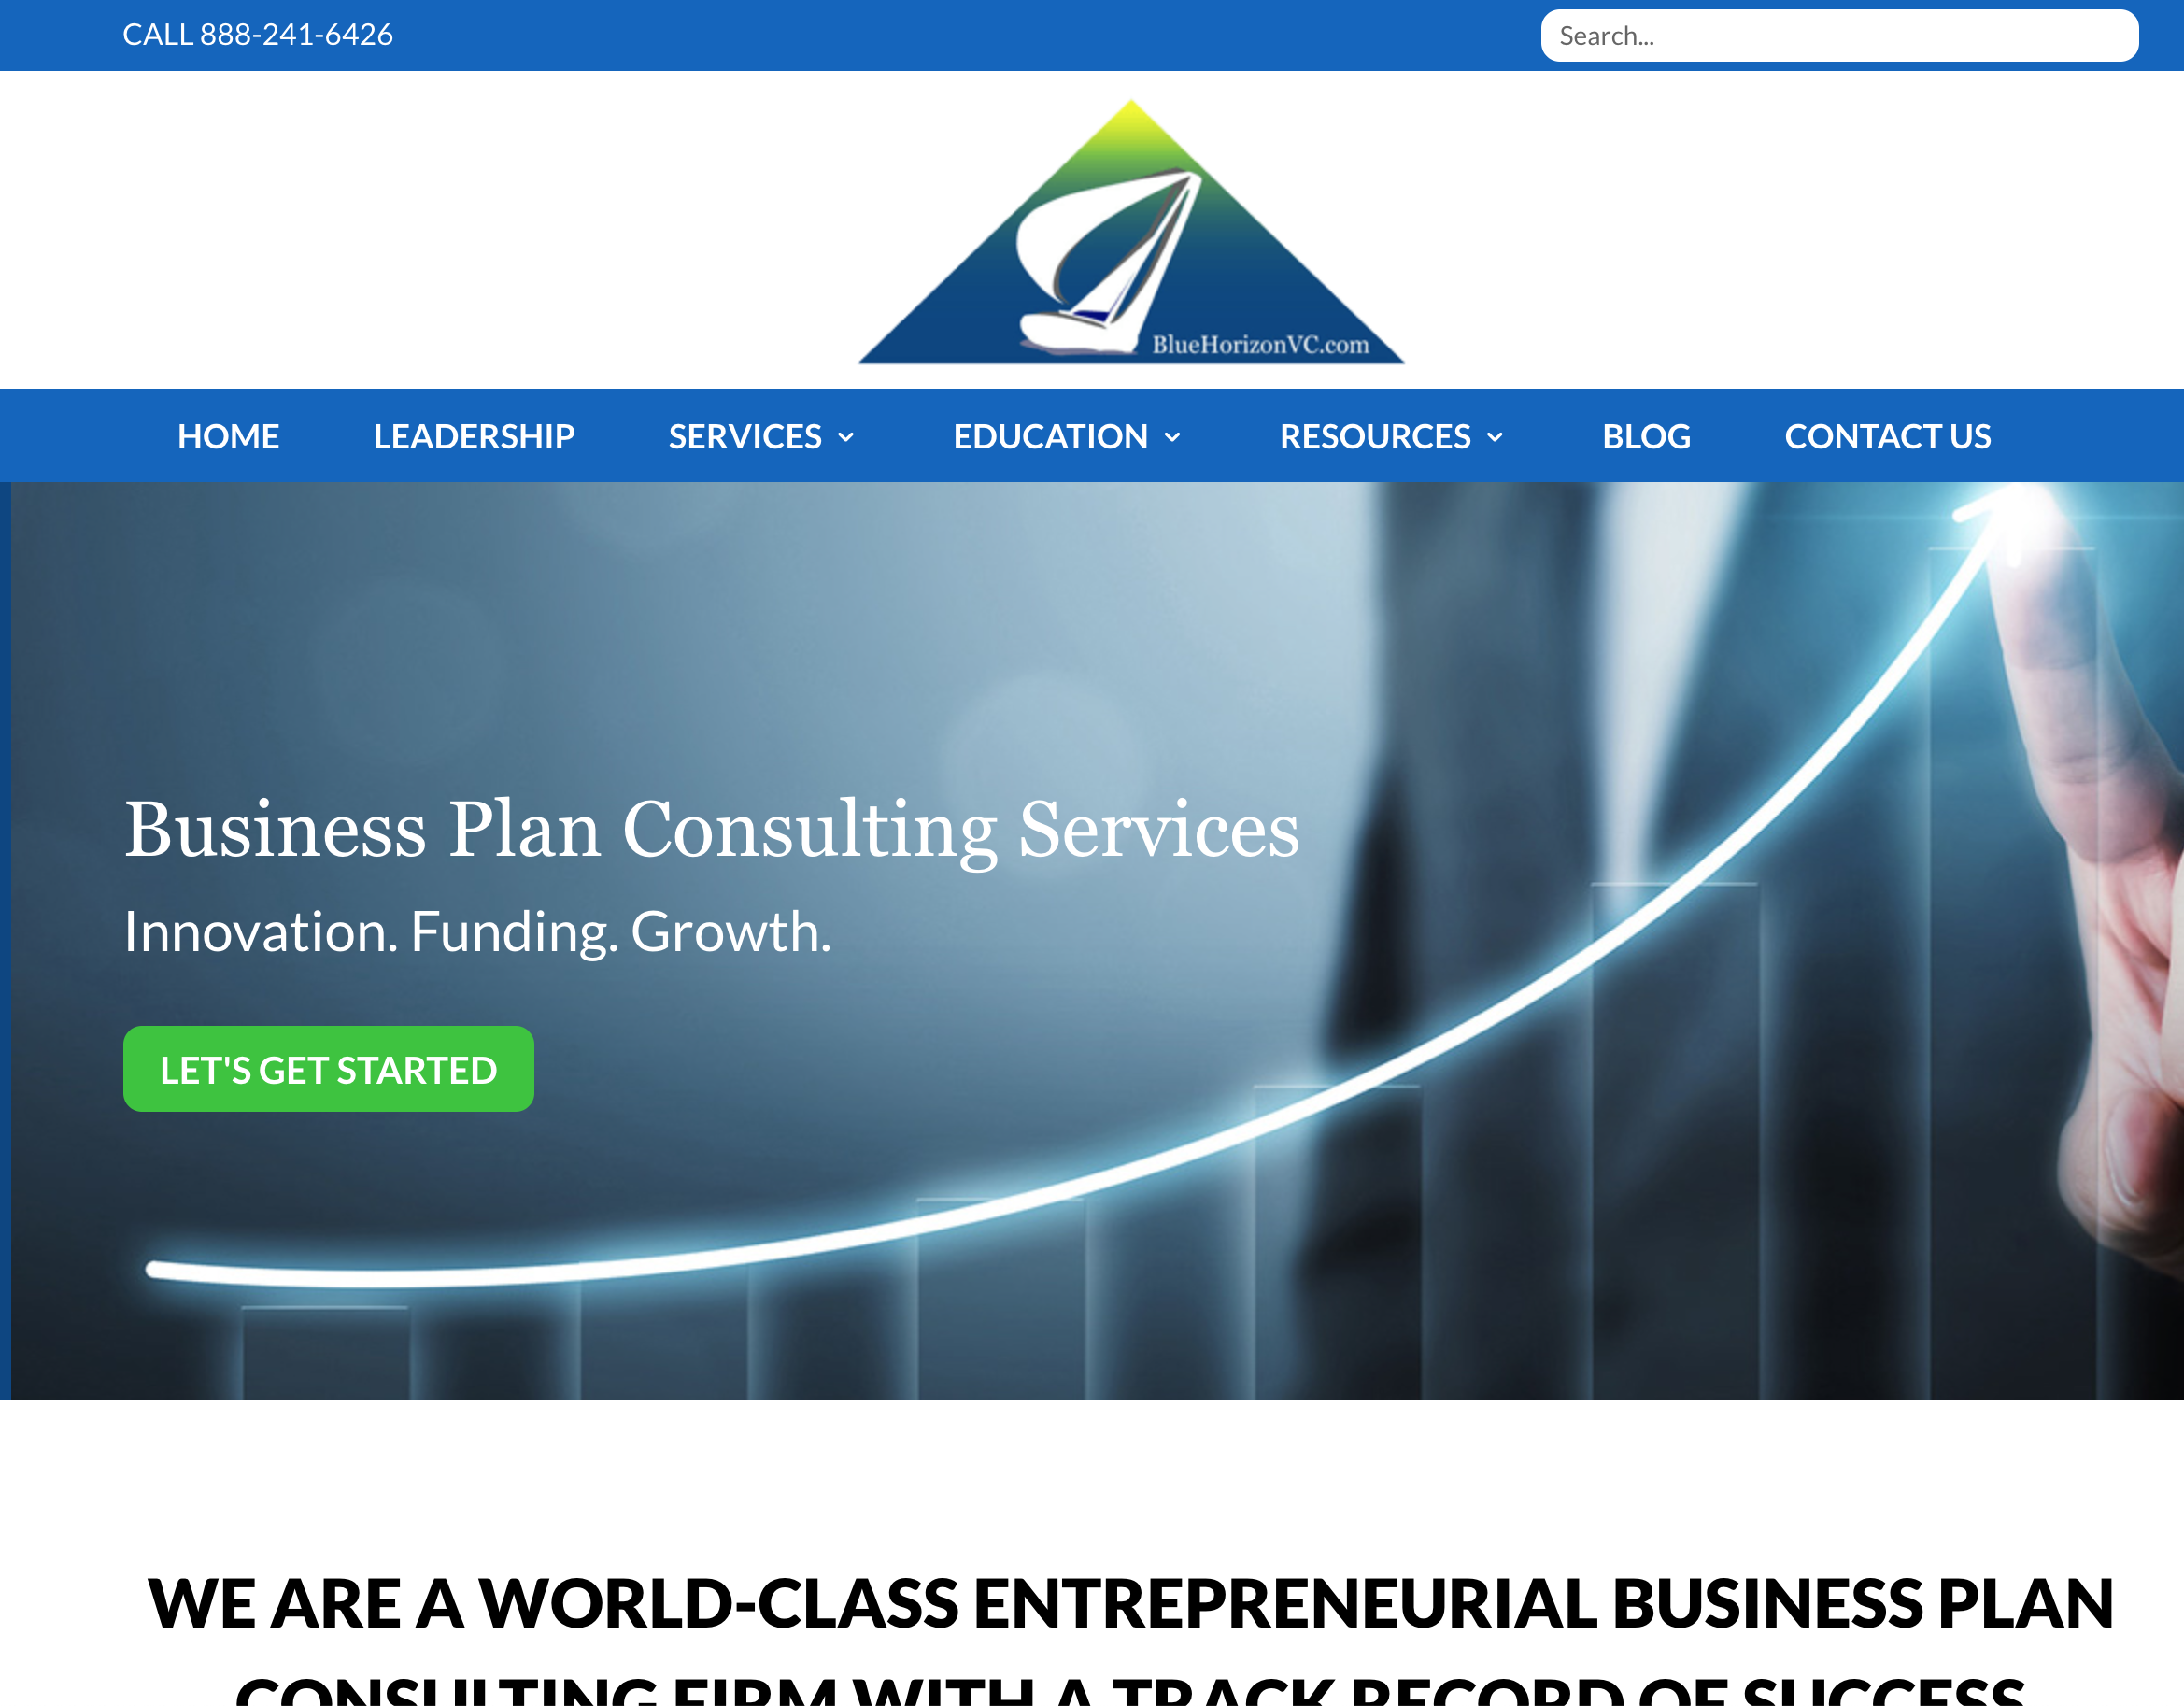 CALL 888-241-6426
Search...
BlueHorizonVC.com
HOME LEADERSHIP SERVICES EDUCATION RESOURCES BLOG CONTACT US
Business Plan Consulting Services
Innovation. Funding. Growth.
LET'S GET STARTED
WE ARE A WORLD-CLASS ENTREPRENEURIAL BUSINESS PLAN
CONSULTING FIRM WITH A TRACK RECORD OF SUCCESS